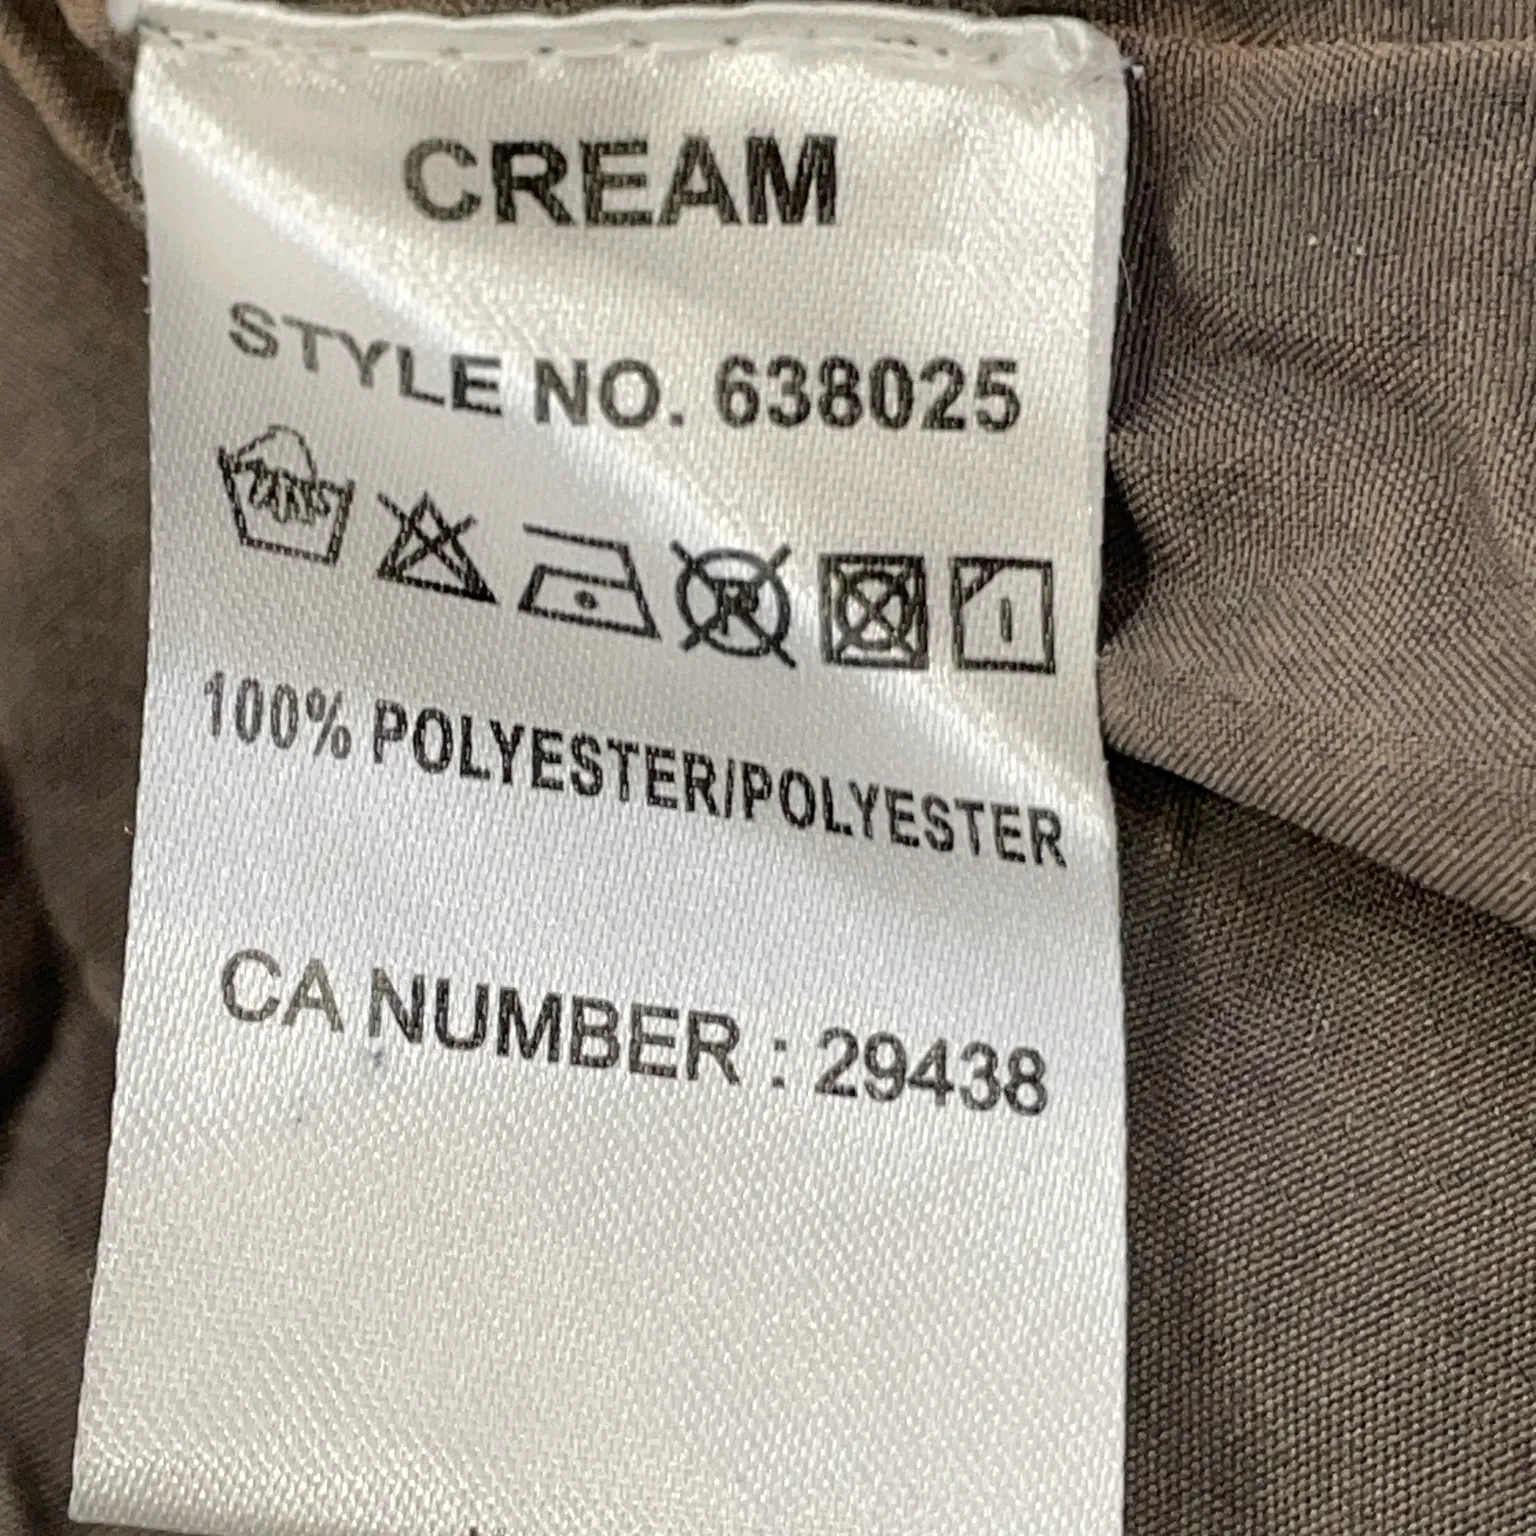 CREAM
STYLE NO. 638025
100% POLYESTER/POLYESTER
CA NUMBER : 29438